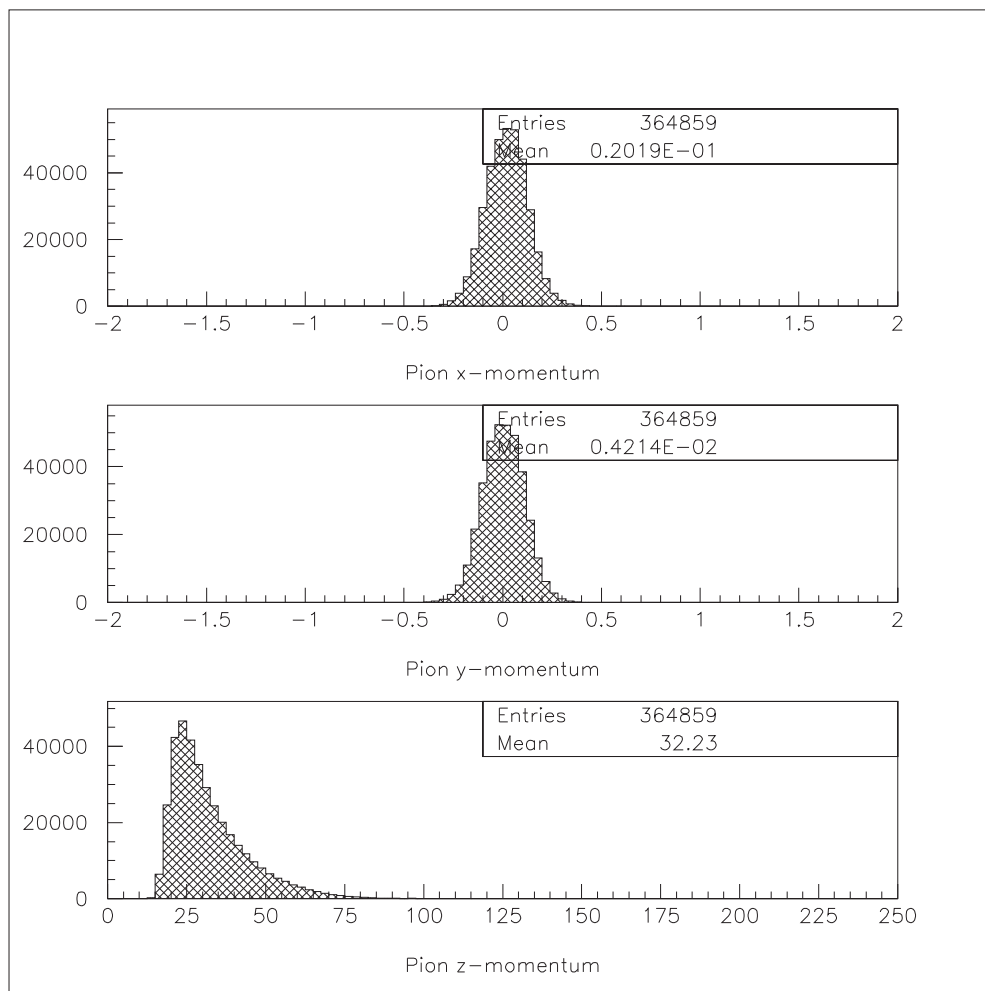 Entries 364859
Mean 0.2019E-01
40000
20000
0
-2 -1.5 -1 -0.5 0 0.5 1 1.5 2
Pion x-momentum
Entries 364859
Mean 0.4214E-02
40000
20000
0
-2 -1.5 -1 -0.5 0 0.5 1 1.5 2
Pion y-momentum
Entries 364859
Mean 32.23
40000
20000
0
0 25 50 75 100 125 150 175 200 225 250
Pion z-momentum